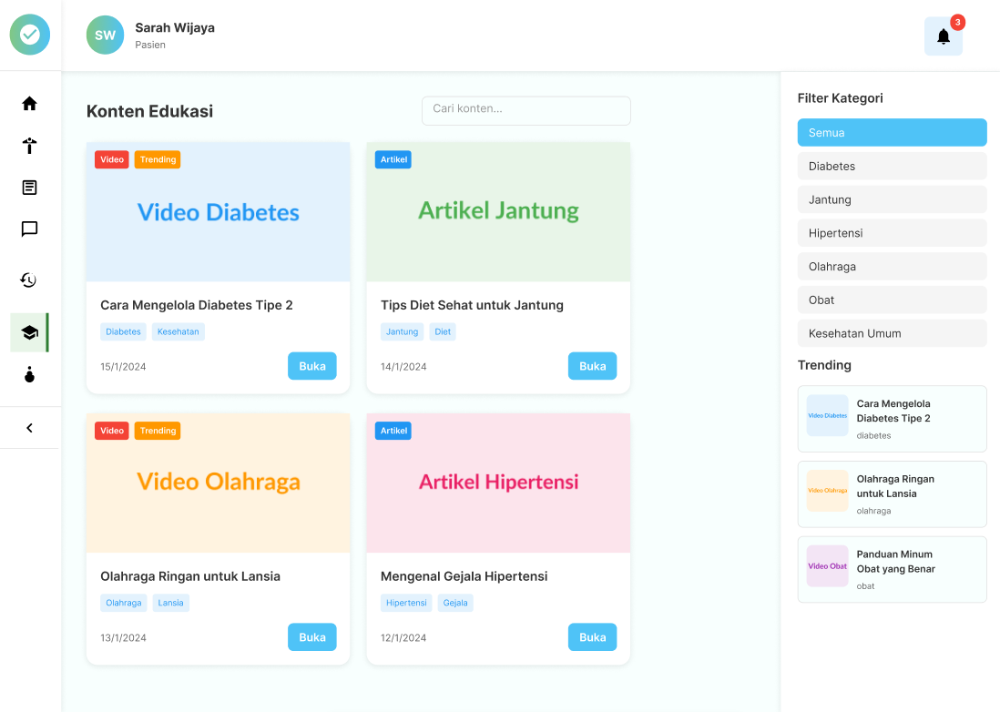 SW
Sarah Wijaya
Pasien
3
Konten Edukasi
Cari konten...
Video
Trending
Video Diabetes
Cara Mengelola Diabetes Tipe 2
Diabetes
Kesehatan
15/1/2024
Buka
Artikel
Artikel Jantung
Tips Diet Sehat untuk Jantung
Jantung
Diet
14/1/2024
Buka
Video
Trending
Video Olahraga
Olahraga Ringan untuk Lansia
Olahraga
Lansia
13/1/2024
Buka
Artikel
Artikel Hipertensi
Mengenal Gejala Hipertensi
Hipertensi
Gejala
12/1/2024
Buka
Filter Kategori
Semua
Diabetes
Jantung
Hipertensi
Olahraga
Obat
Kesehatan Umum
Trending
Video Diabetes
Cara Mengelola
Diabetes Tipe 2
diabetes
Video Olahraga
Olahraga Ringan
untuk Lansia
olahraga
Video Obat
Panduan Minum
Obat yang Benar
obat